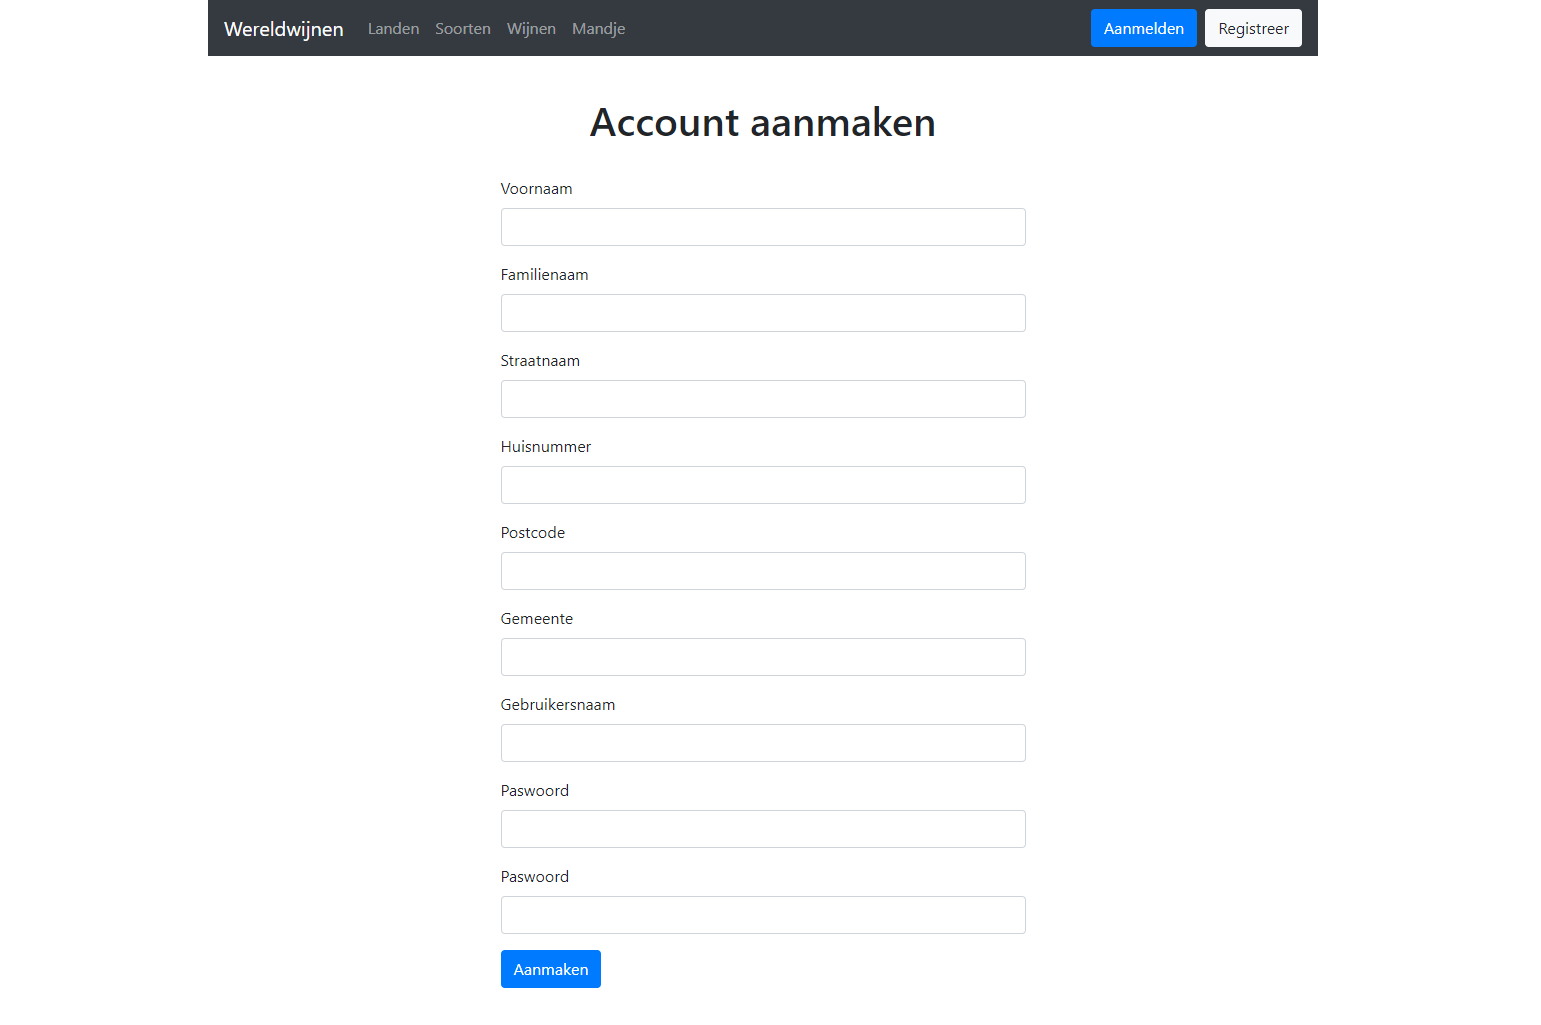 Wereldwijnen Landen Soorten Wijnen Mandje Aanmelden Registreer
Account aanmaken
Voornaam
Familienaam
Straatnaam
Huisnummer
Postcode
Gemeente
Gebruikersnaam
Paswoord
Paswoord
Aanmaken